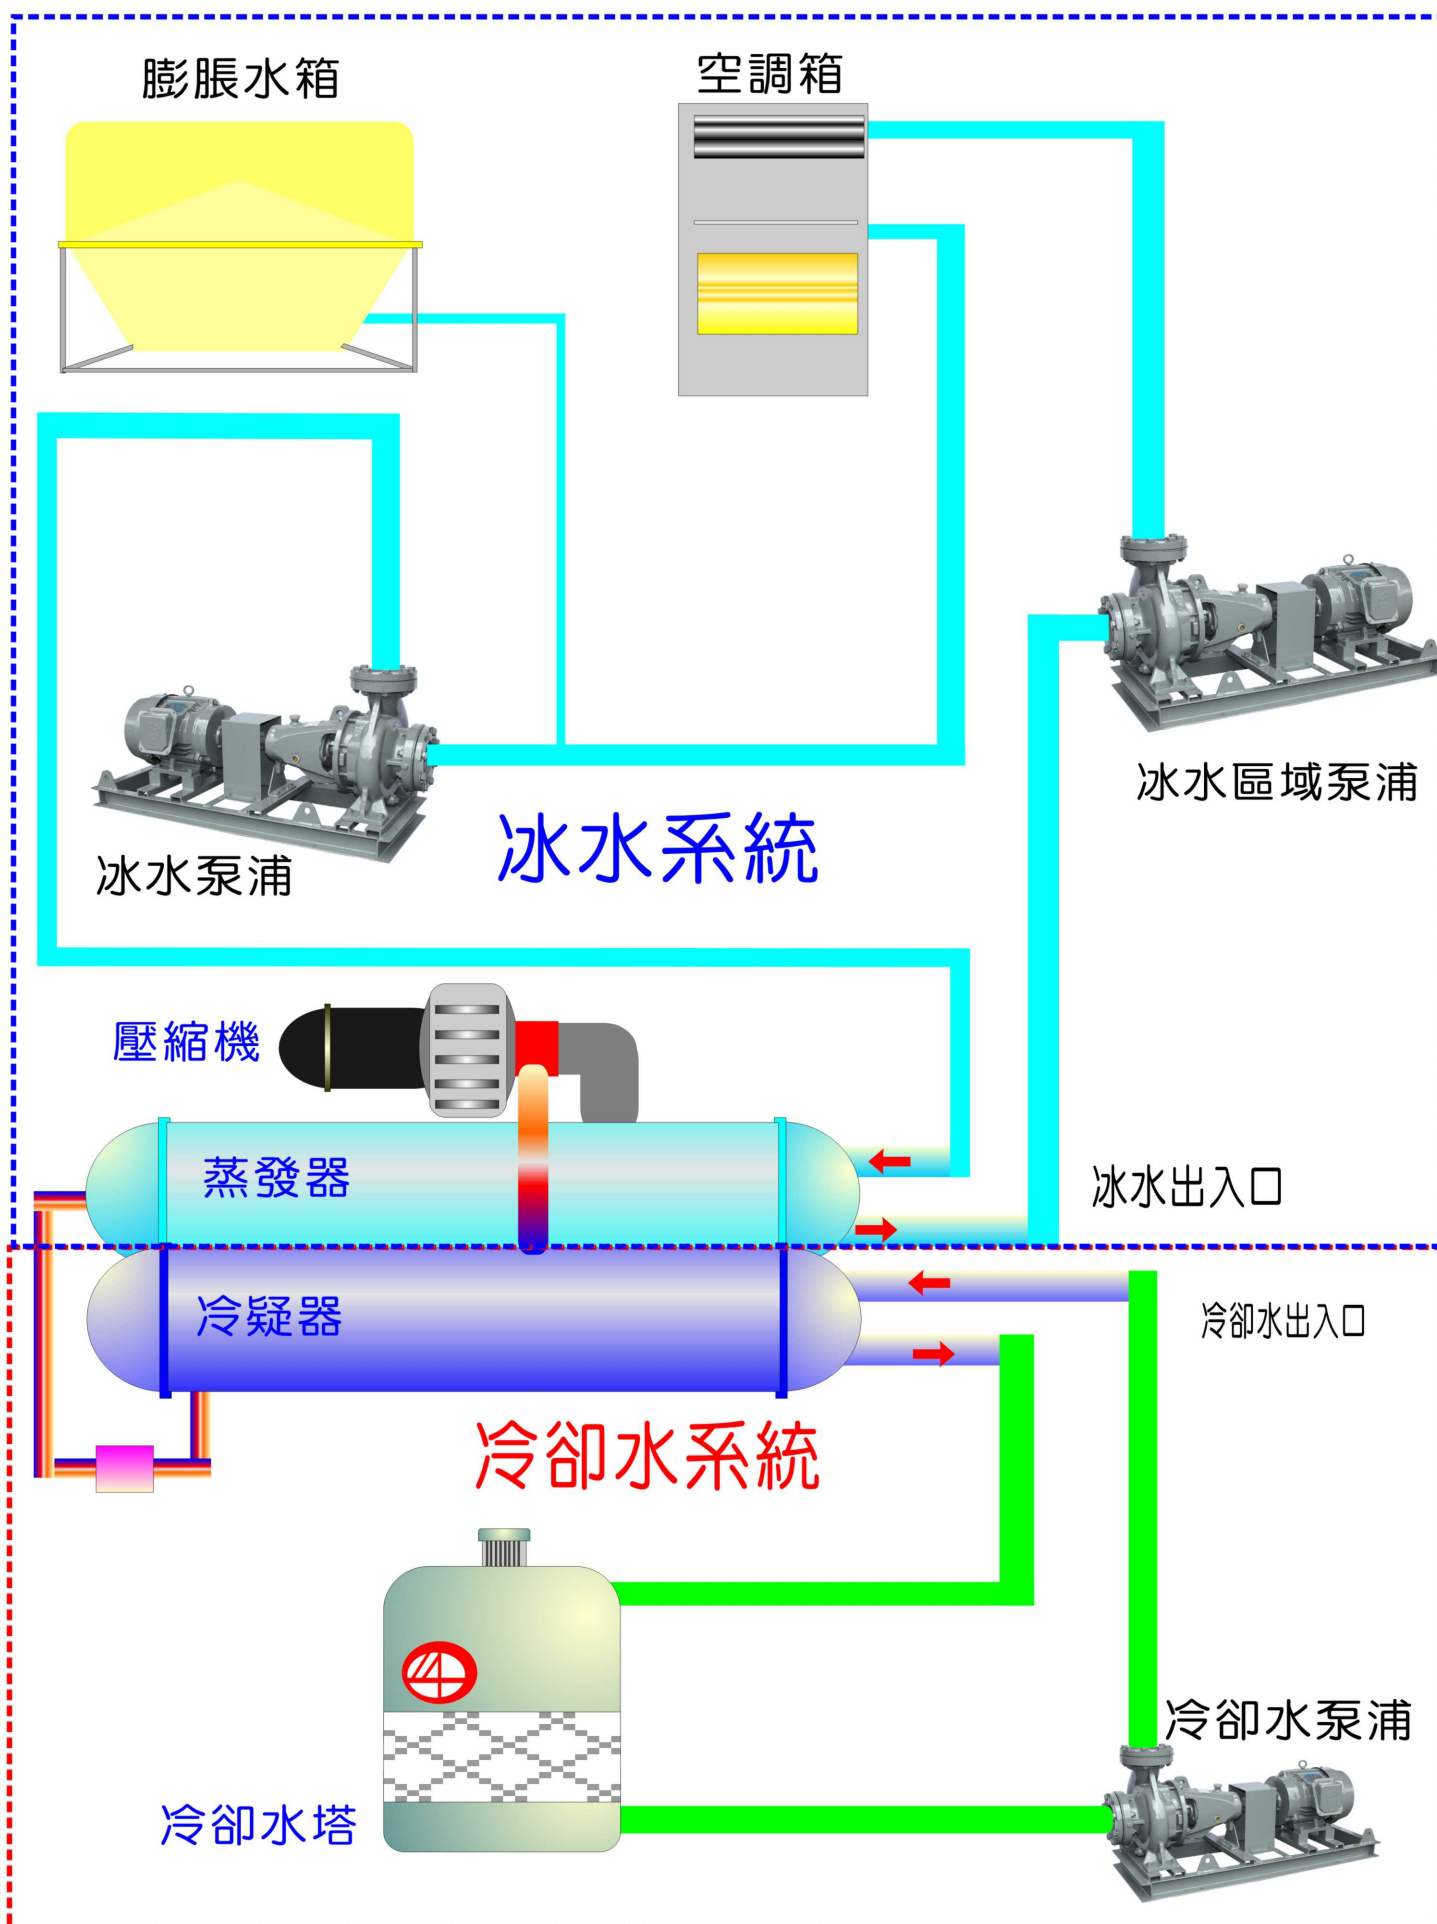 膨脹水箱
空調箱
冰水區域泵浦
冰水系統
冰水泵浦
壓縮機
蒸發器
冰水出入口
冷疑器
冷卻水出入口
冷卻水系統
冷卻水泵浦
冷卻水塔